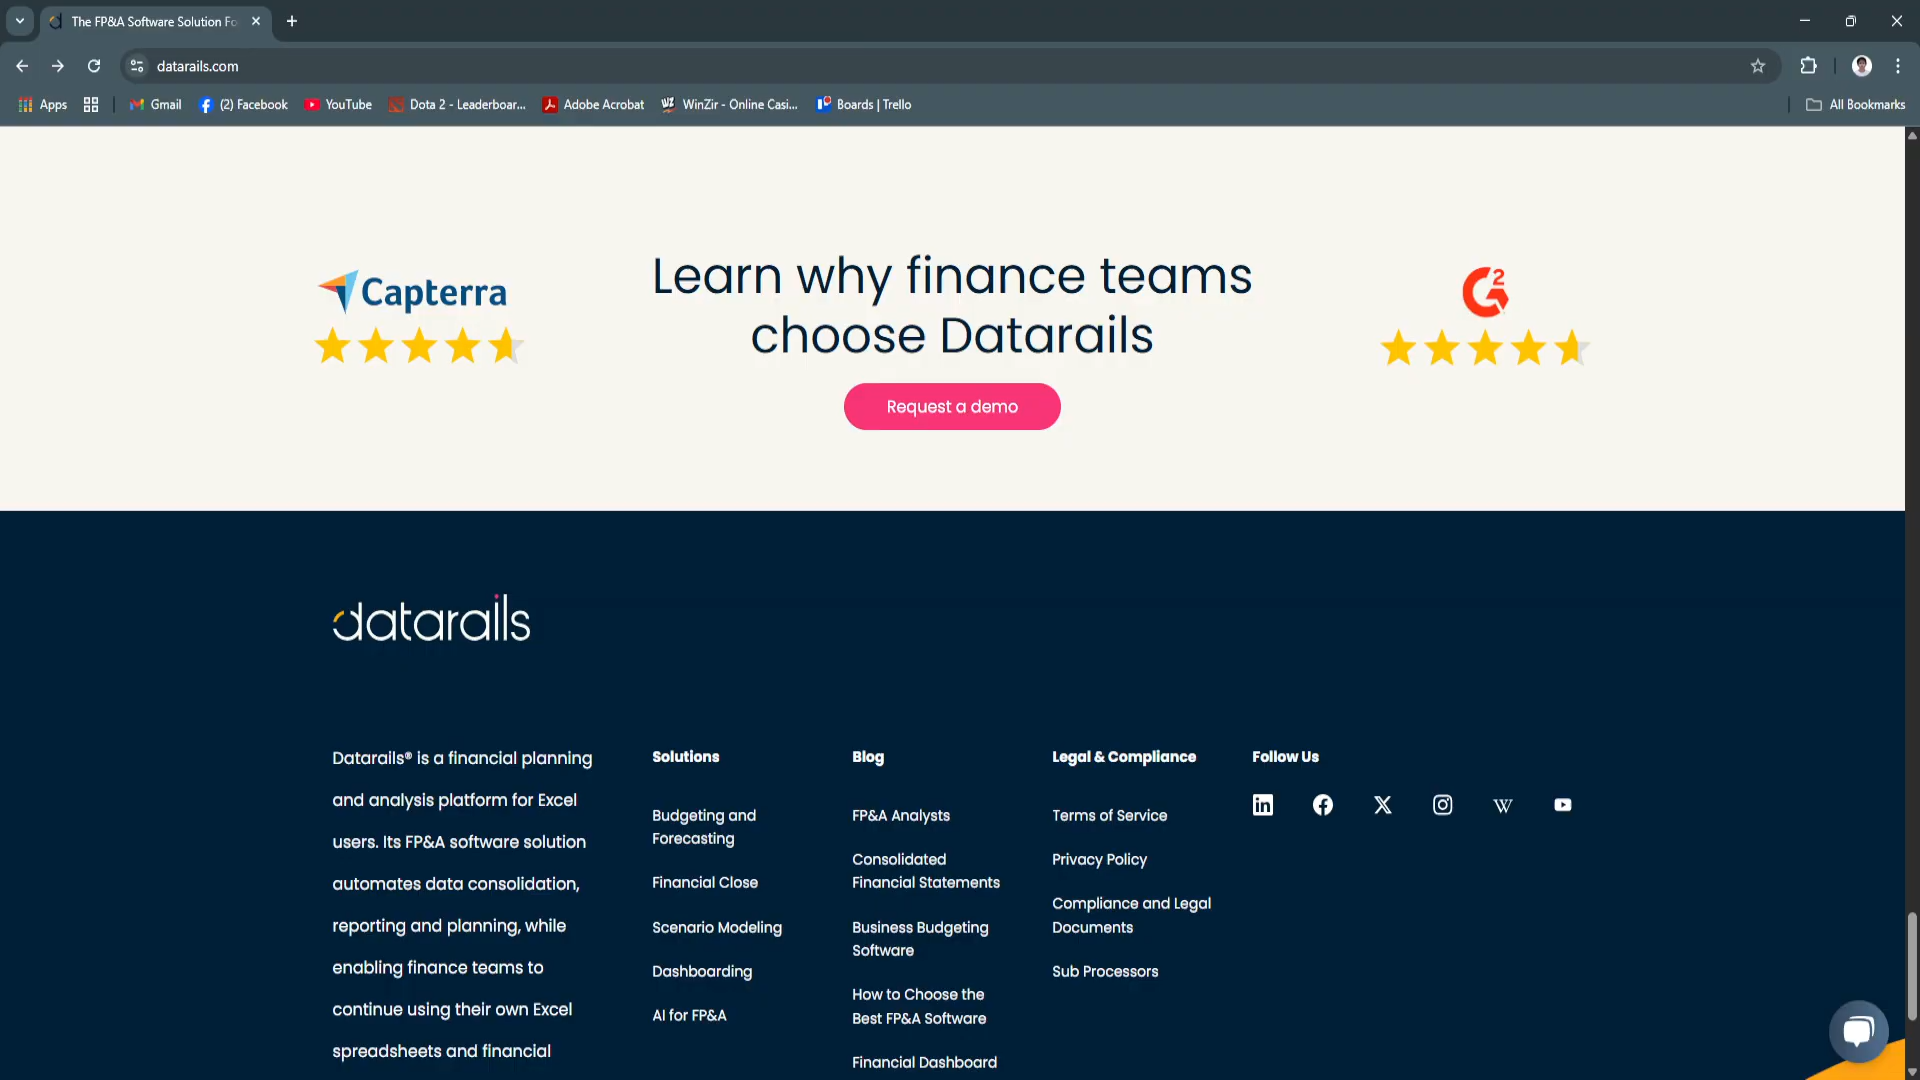 The FP&A Software Solution Fo
datarails.com
Apps
Gmail
(2) Facebook
YouTube
Dota 2 - Leaderboar...
Adobe Acrobat
WinZir - Online Casi...
Boards | Trello
All Bookmarks
Capterra
Learn why finance teams
choose Datarails
Request a demo
G2
datarails
Datarails® is a financial planning
and analysis platform for Excel
users. Its FP&A software solution
automates data consolidation,
reporting and planning, while
enabling finance teams to
continue using their own Excel
spreadsheets and financial
Solutions
Budgeting and
Forecasting
Financial Close
Scenario Modeling
Dashboarding
AI for FP&A
Blog
FP&A Analysts
Consolidated
Financial Statements
Business Budgeting
Software
How to Choose the
Best FP&A Software
Financial Dashboard
Legal & Compliance
Terms of Service
Privacy Policy
Compliance and Legal
Documents
Sub Processors
Follow Us